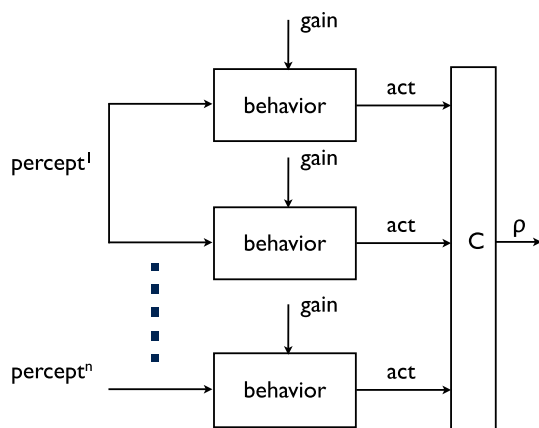 gain
behavior
act
percept¹
gain
behavior
act
C
ρ
gain
perceptⁿ
behavior
act